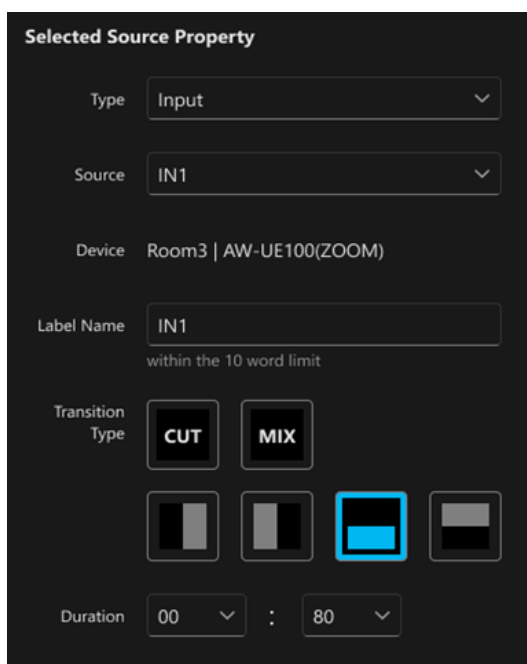 Selected Source Property
Type Input
Source IN1
Device Room3 | AW-UE100(ZOOM)
Label Name IN1
within the 10 word limit
Transition
Type
CUT MIX
Duration 00 : 80